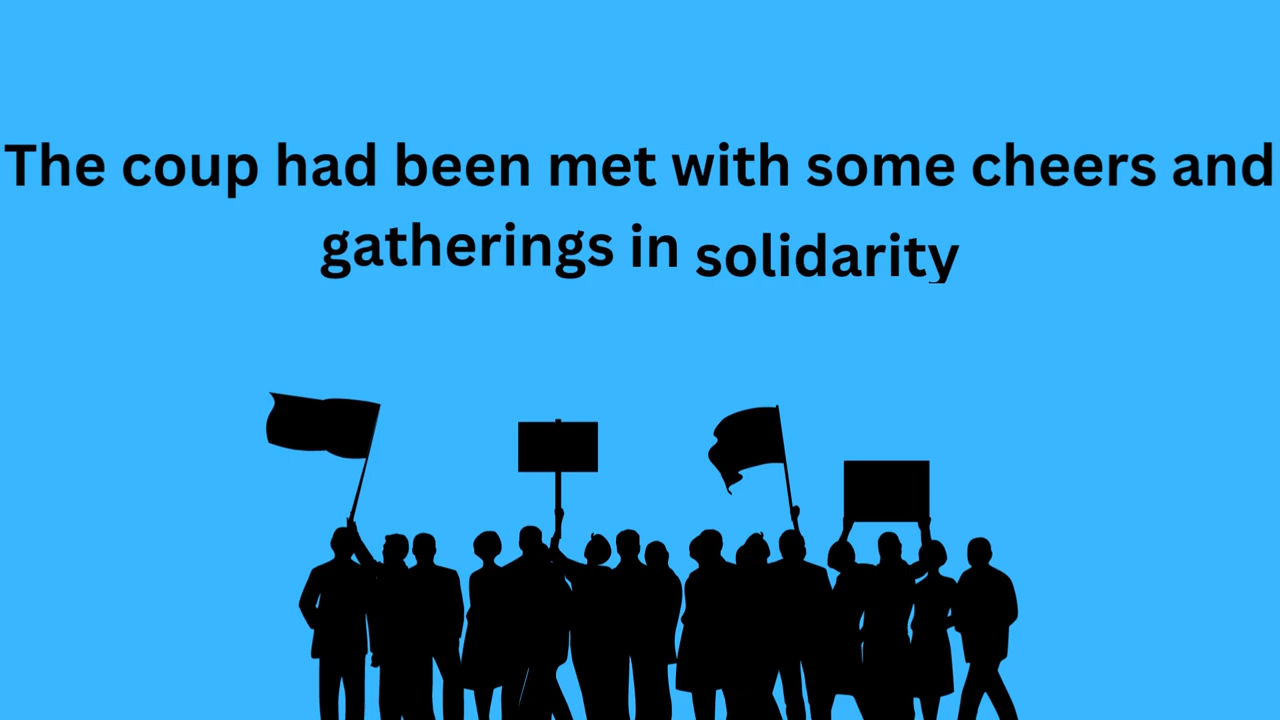 The coup had been met with some cheers and
gatherings in solidarity